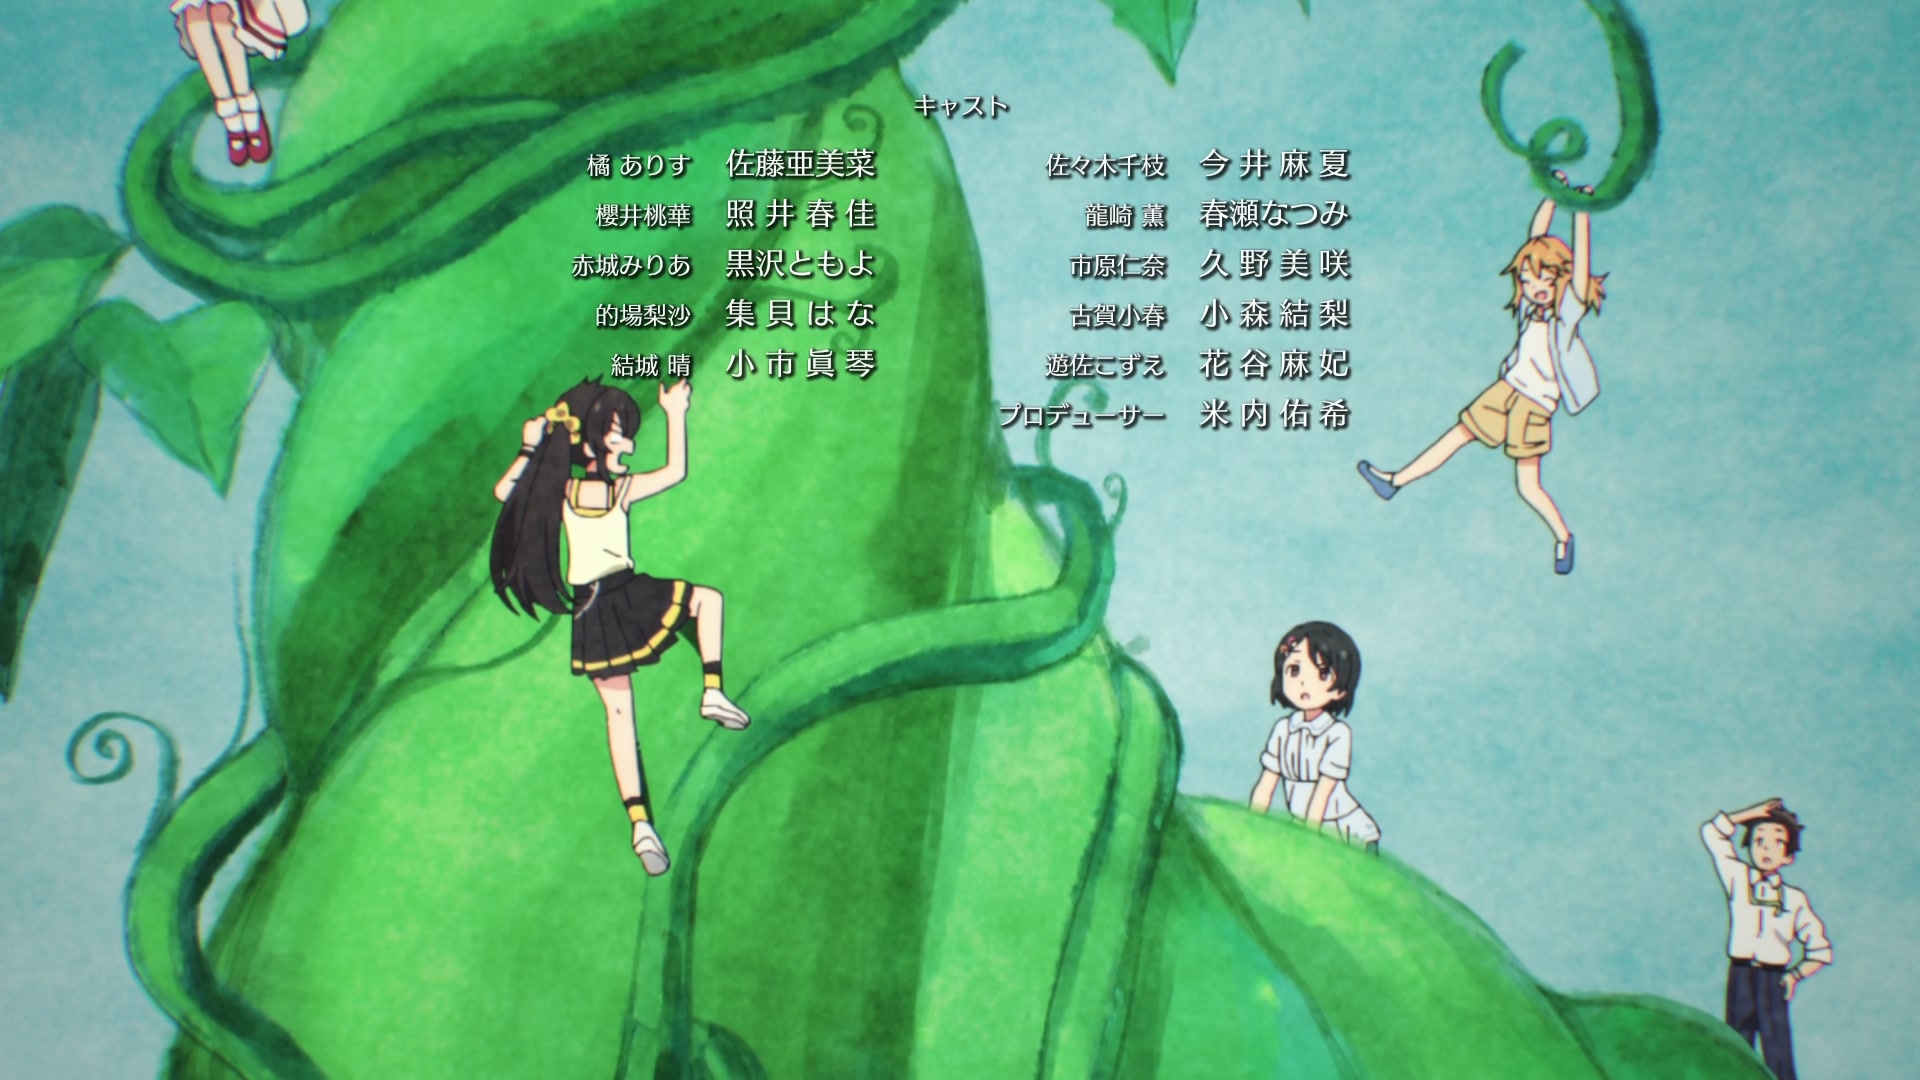 キャスト
橘 ありす 佐藤亜美菜
櫻井桃華 照井春佳
赤城みりあ 黒沢ともよ
的場梨沙 集貝はな
結城 晴 小市眞琴
佐々木千枝 今井麻夏
龍崎 薫 春瀬なつみ
市原仁奈 久野美咲
古賀小春 小森結梨
遊佐こずえ 花谷麻妃
プロデューサー 米内佑希